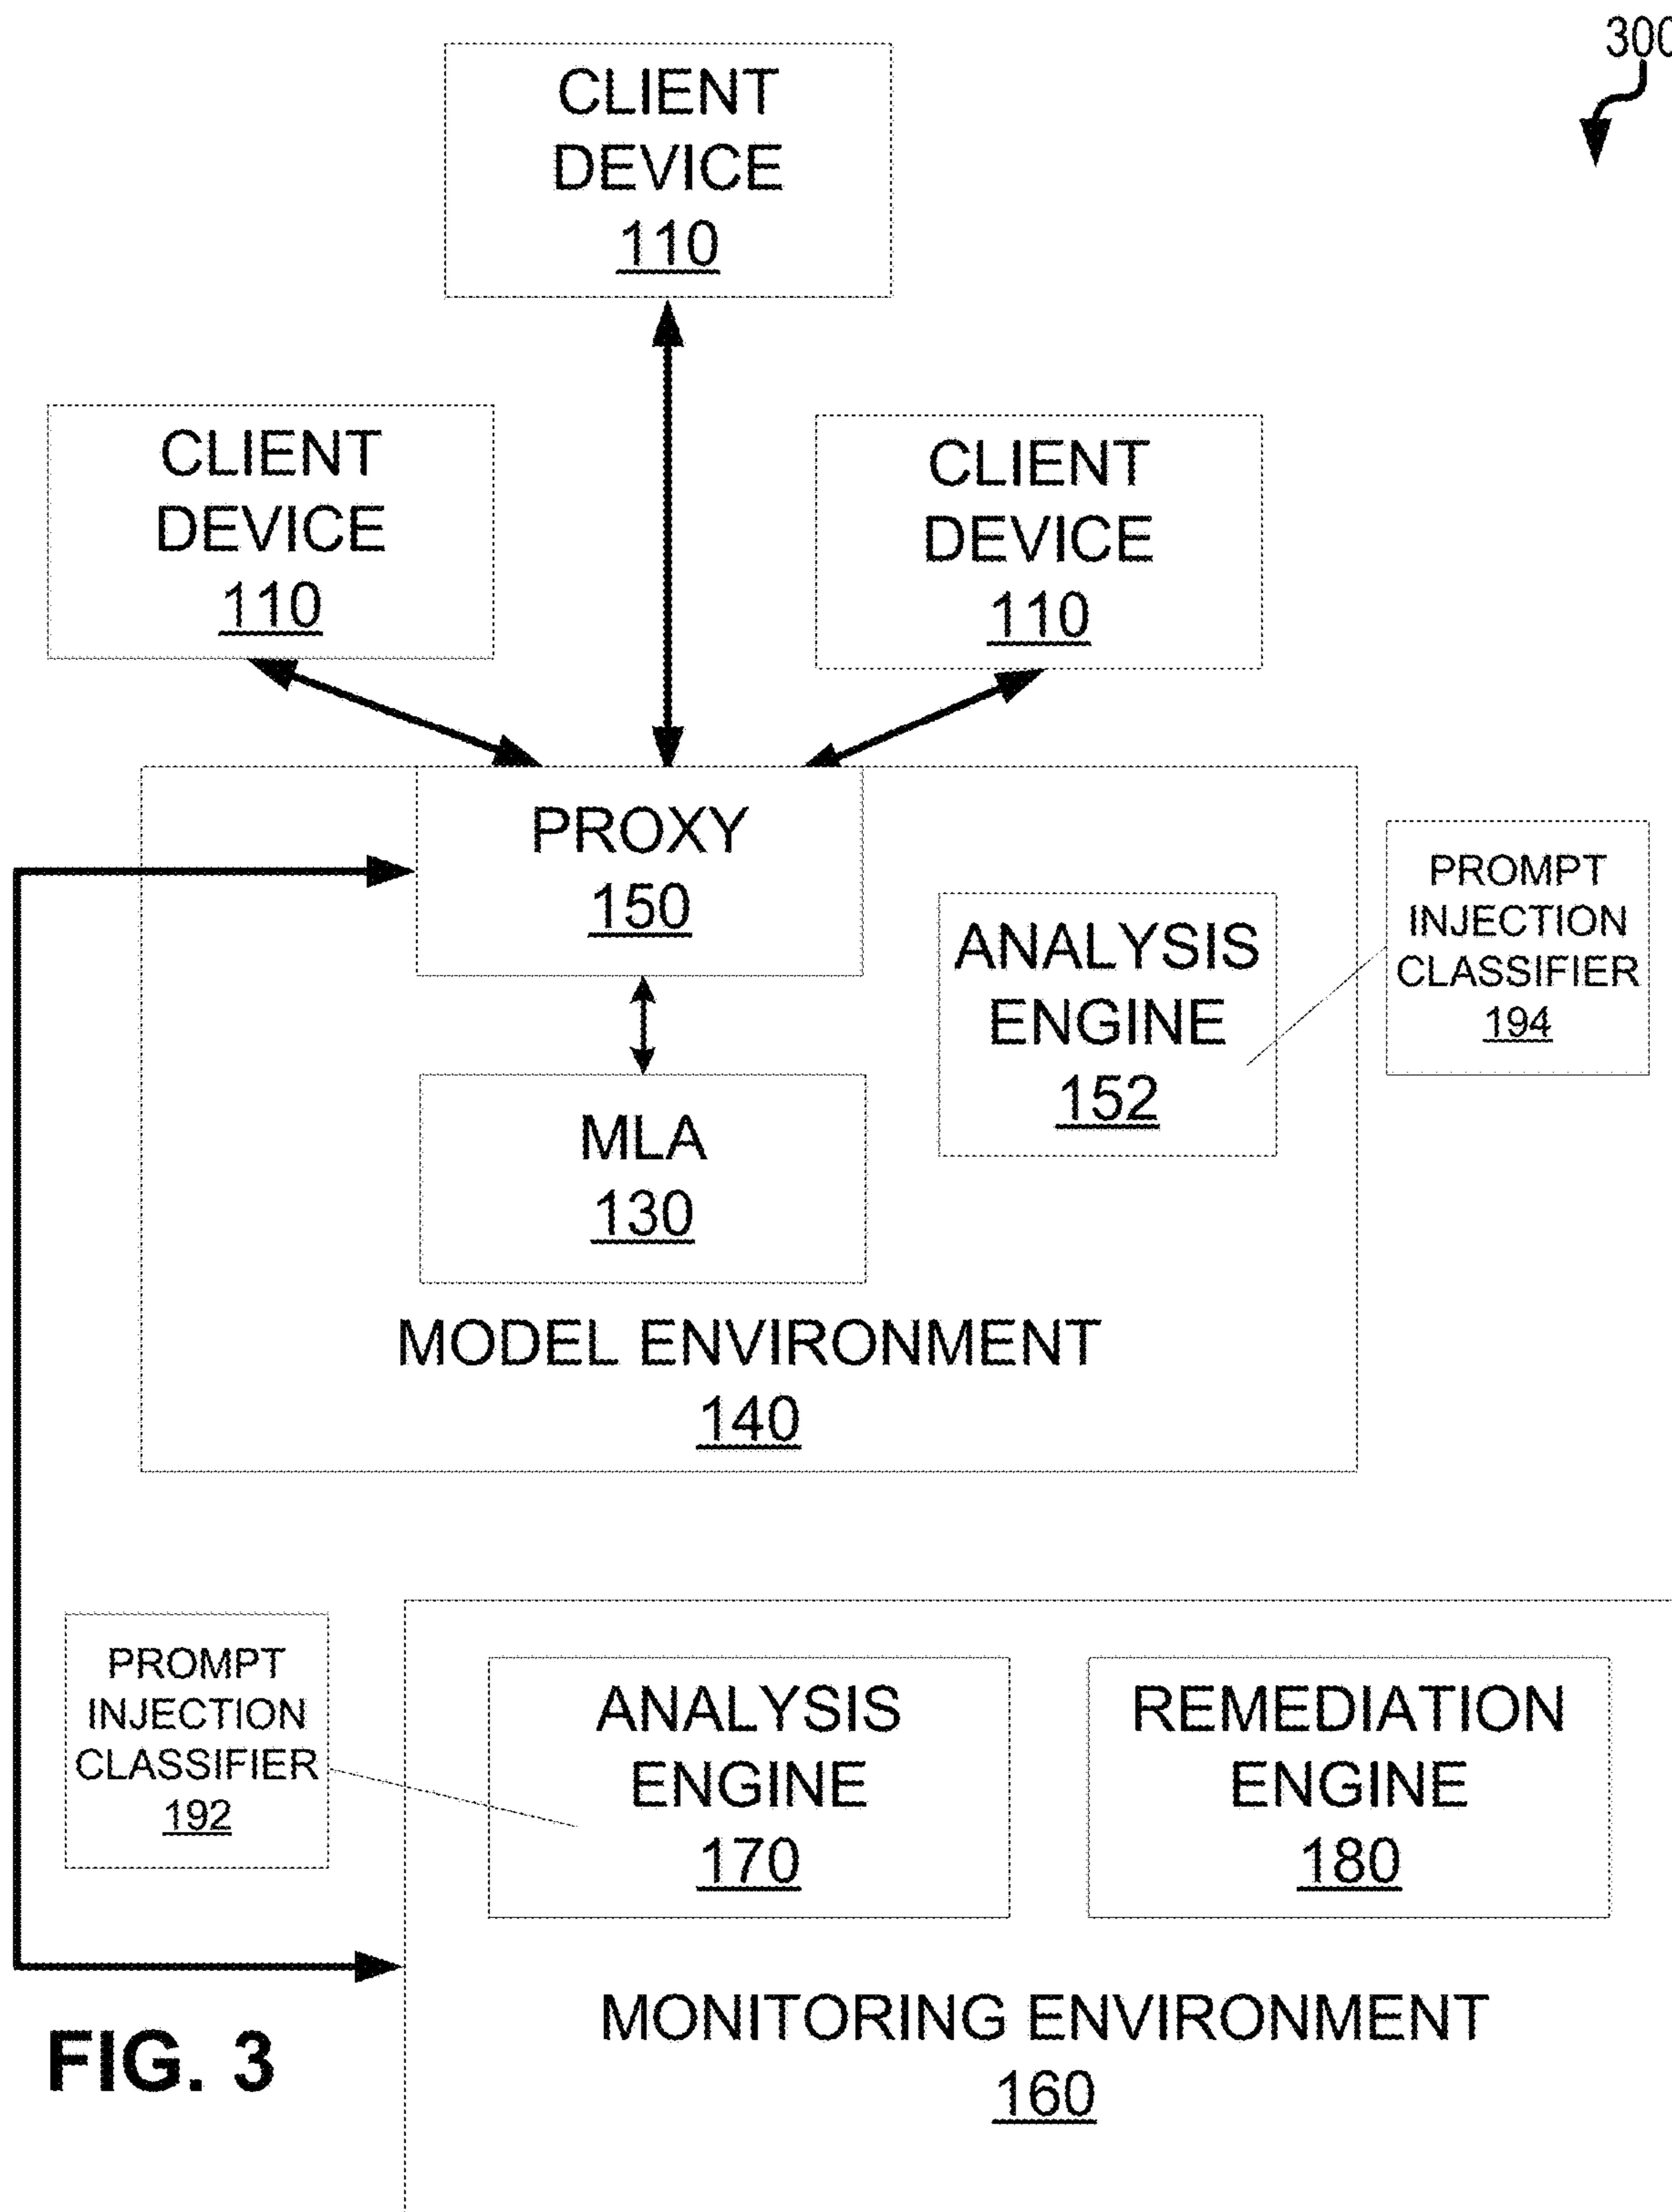 300
CLIENT
DEVICE
110
CLIENT
DEVICE
110
CLIENT
DEVICE
110
PROXY
150
ANALYSIS
ENGINE
152
PROMPT
INJECTION
CLASSIFIER
194
MLA
130
MODEL ENVIRONMENT
140
PROMPT
INJECTION
CLASSIFIER
192
ANALYSIS
ENGINE
170
REMEDIATION
ENGINE
180
MONITORING ENVIRONMENT
160
FIG. 3